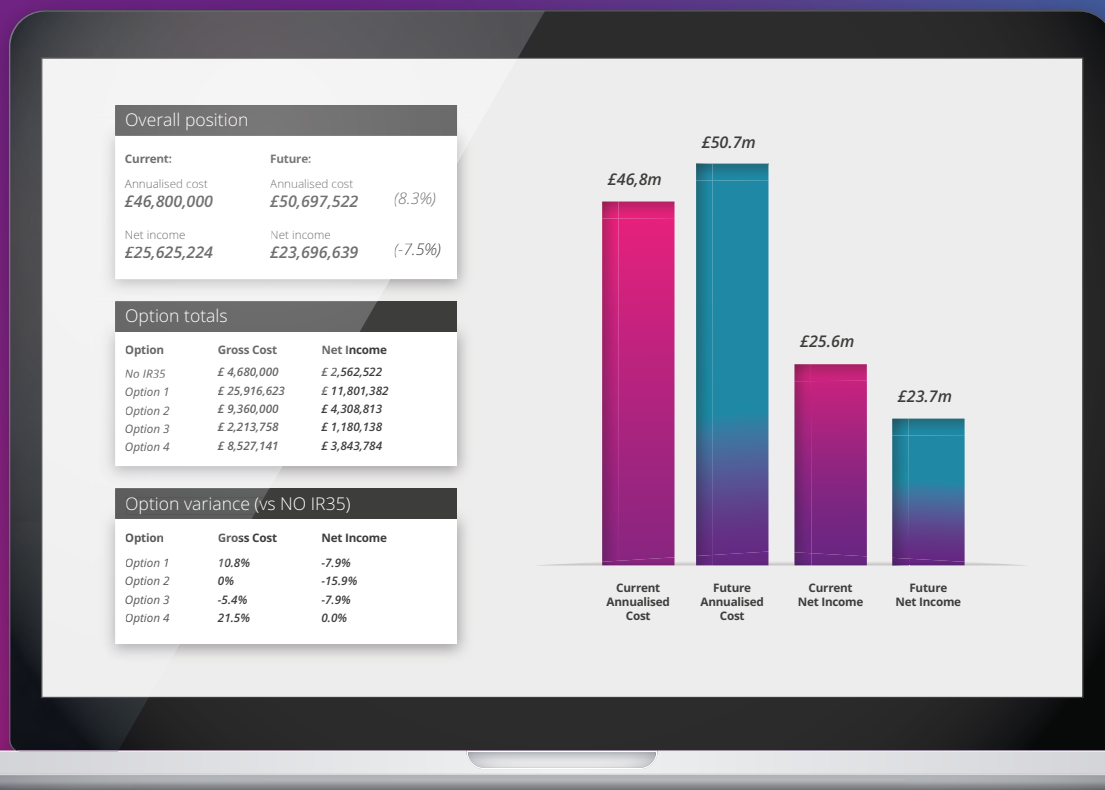 Overall position
Current: Future:
Annualised cost Annualised cost
£46,800,000 £50,697,522 (8.3%)
Net income Net income
£25,625,224 £23,696,639 (-7.5%)
Option totals
Option Gross Cost Net Income
No IR35 £ 4,680,000 £ 2,562,522
Option 1 £ 25,916,623 £ 11,801,382
Option 2 £ 9,360,000 £ 4,308,813
Option 3 £ 2,213,758 £ 1,180,138
Option 4 £ 8,527,141 £ 3,843,784
Option variance (vs NO IR35)
Option Gross Cost Net Income
Option 1 10.8% -7.9%
Option 2 0% -15.9%
Option 3 -5.4% -7.9%
Option 4 21.5% 0.0%
£46,8m
£50.7m
£25.6m
£23.7m
Current
Annualised
Cost
Future
Annualised
Cost
Current
Net Income
Future
Net Income